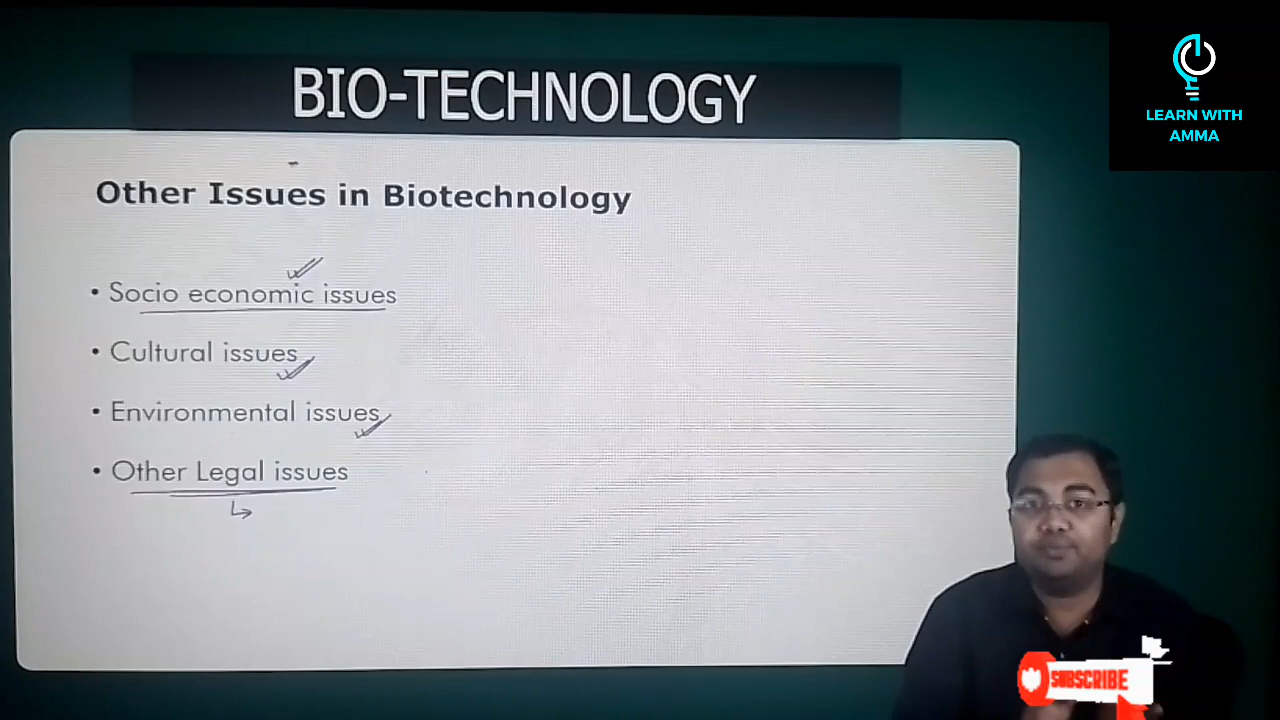 BIO-TECHNOLOGY
LEARN WITH
AMMA
Other Issues in Biotechnology
• Socio economic issues
• Cultural issues
• Environmental issues
• Other Legal issues
SUBSCRIBE